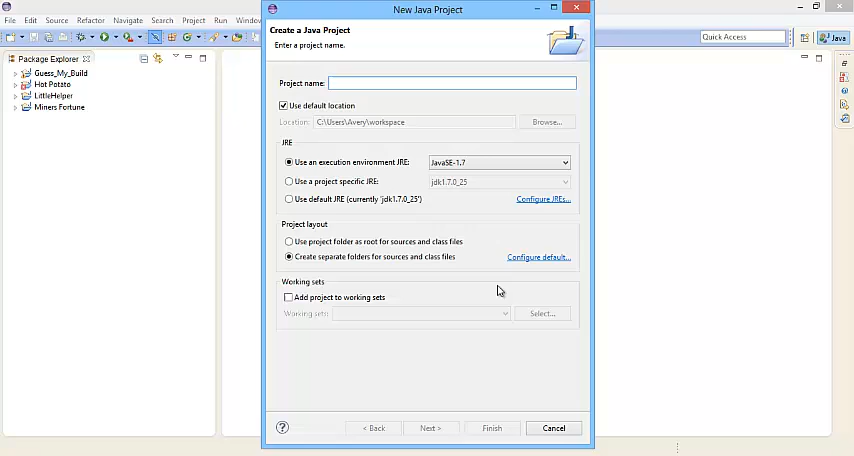 New Java Project
File Edit Source Refactor Navigate Search Project Run Window
Quick Access
Java
Package Explorer
Guess_My_Build
Hot Potato
LittleHelper
Miners Fortune
Create a Java Project
Enter a project name.
Project name:
Use default location
Location: C:\Users\Avery\workspace Browse...
JRE
Use an execution environment JRE: JavaSE-1.7
Use a project specific JRE: jdk1.7.0_25
Use default JRE (currently 'jdk1.7.0_25') Configure JREs...
Project layout
Use project folder as root for sources and class files
Create separate folders for sources and class files Configure default...
Working sets
Add project to working sets
Working sets: Select...
< Back Next > Finish Cancel